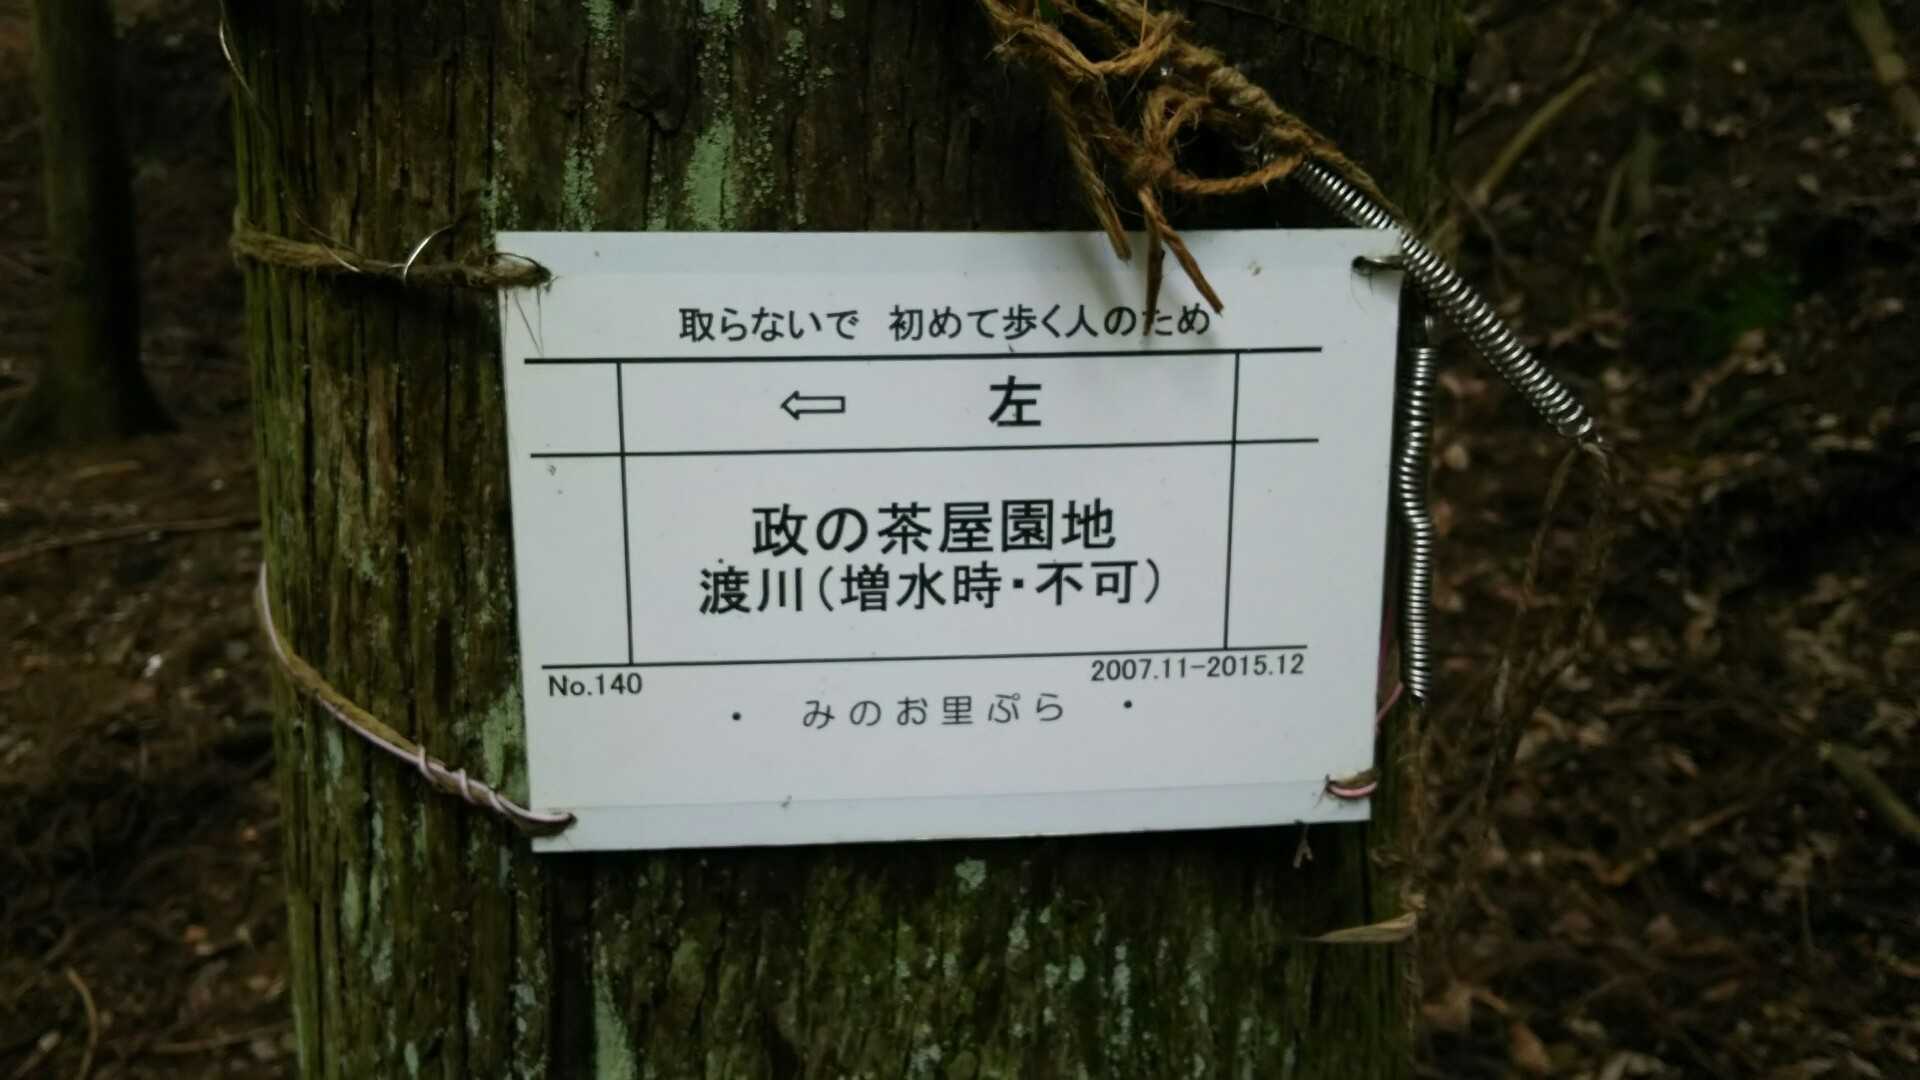 取らないで 初めて歩く人のため
⇦ 左
政の茶屋園地
渡川(増水時・不可)
No.140 2007.11-2015.12
・ みのお里ぷら ・